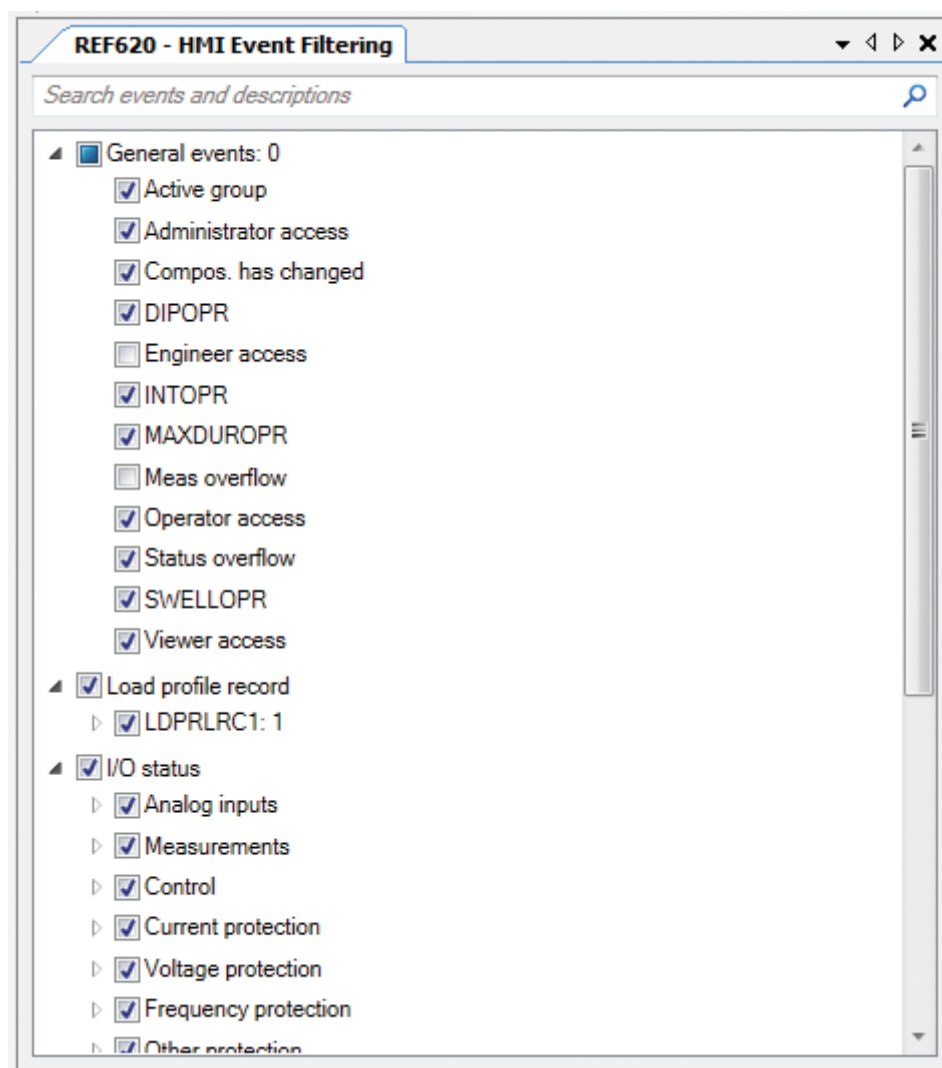 REF620 - HMI Event Filtering
Search events and descriptions
General events: 0
Active group
Administrator access
Compos. has changed
DIPOPR
Engineer access
INTOPR
MAXDUROPR
Meas overflow
Operator access
Status overflow
SWELLOPR
Viewer access
Load profile record
LDPRLRC1: 1
I/O status
Analog inputs
Measurements
Control
Current protection
Voltage protection
Frequency protection
Other protection